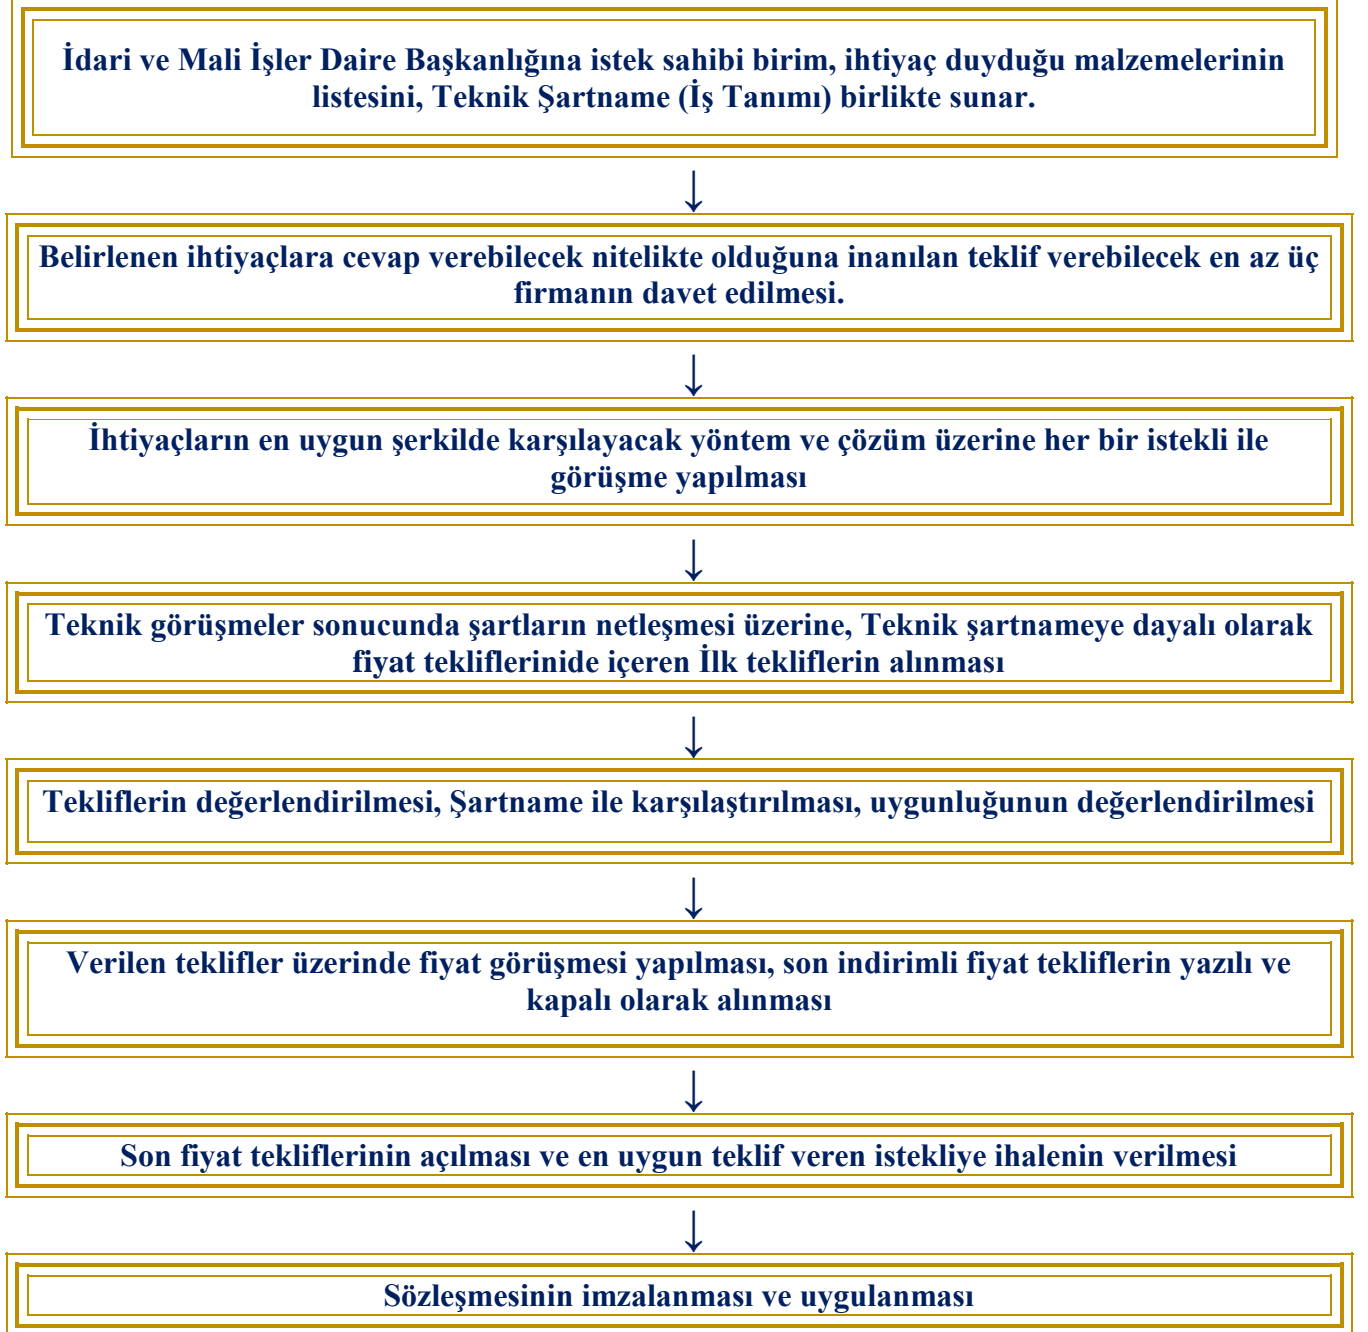 İdari ve Mali İşler Daire Başkanlığına istek sahibi birim, ihtiyaç duyduğu malzemelerinin
listesini, Teknik Şartname (İş Tanımı) birlikte sunar.
↓
Belirlenen ihtiyaçlara cevap verebilecek nitelikte olduğuna inanılan teklif verebilecek en az üç
firmanın davet edilmesi.
↓
İhtiyaçların en uygun şerkilde karşılayacak yöntem ve çözüm üzerine her bir istekli ile
görüşme yapılması
↓
Teknik görüşmeler sonucunda şartların netleşmesi üzerine, Teknik şartnameye dayalı olarak
fiyat tekliflerinide içeren İlk tekliflerin alınması
↓
Tekliflerin değerlendirilmesi, Şartname ile karşılaştırılması, uygunluğunun değerlendirilmesi
↓
Verilen teklifler üzerinde fiyat görüşmesi yapılması, son indirimli fiyat tekliflerin yazılı ve
kapalı olarak alınması
↓
Son fiyat tekliflerinin açılması ve en uygun teklif veren istekliye ihalenin verilmesi
↓
Sözleşmesinin imzalanması ve uygulanması